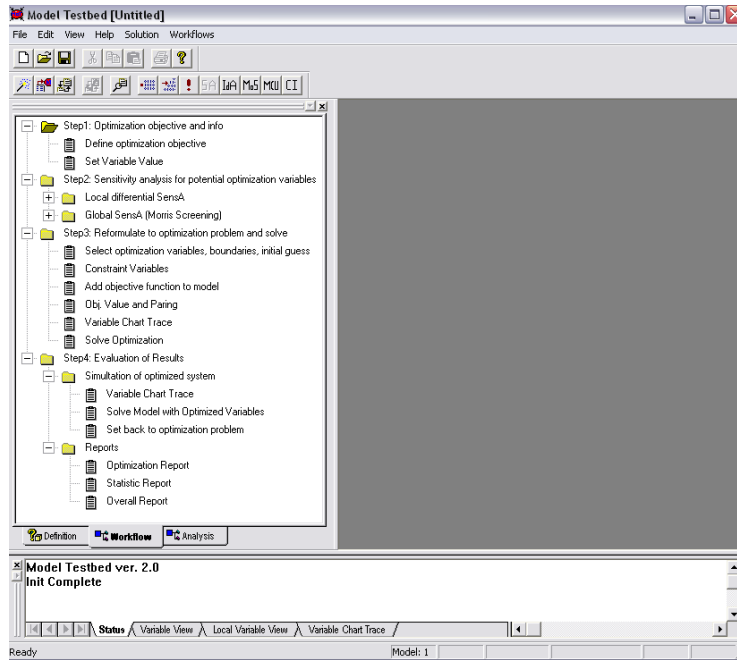 Model Testbed [Untitled]
File Edit View Help Solution Workflows
SA IdA MoS MCU CI
Step1: Optimization objective and info
Define optimization objective
Set Variable Value
Step2: Sensitivity analysis for potential optimization variables
Local differential SensA
Global SensA (Morris Screening)
Step3: Reformulate to optimization problem and solve
Select optimization variables, boundaries, initial guess
Constraint Variables
Add objective function to model
Obj. Value and Paring
Variable Chart Trace
Solve Optimization
Step4: Evaluation of Results
Simultation of optimized system
Variable Chart Trace
Solve Model with Optimized Variables
Set back to optimization problem
Reports
Optimization Report
Statistic Report
Overall Report
Definition Workflow Analysis
Model Testbed ver. 2.0
Init Complete
Status Variable View Local Variable View Variable Chart Trace
Ready Model: 1